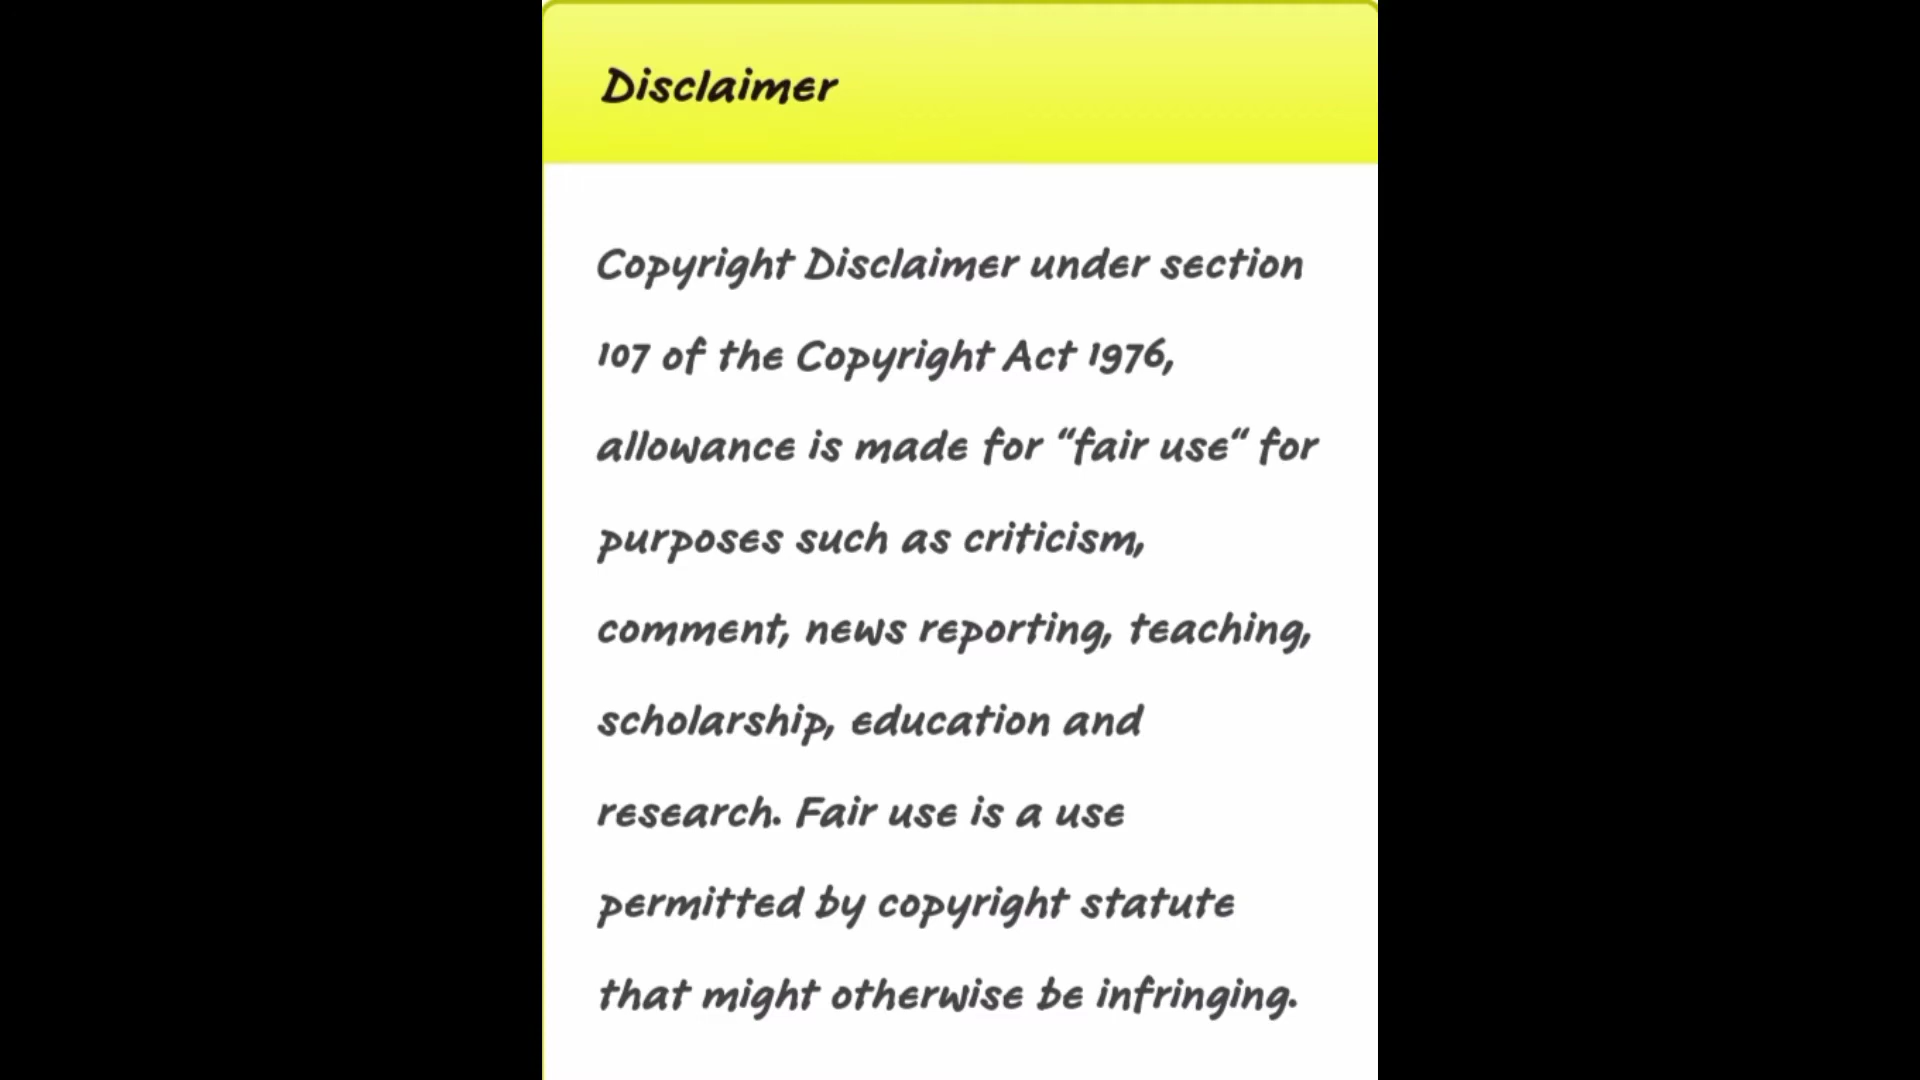 Disclaimer
Copyright Disclaimer under section
107 of the Copyright Act 1976,
allowance is made for “fair use“ for
purposes such as criticism,
comment, news reporting, teaching,
scholarship, education and
research. Fair use is a use
permitted by copyright statute
that might otherwise be infringing.